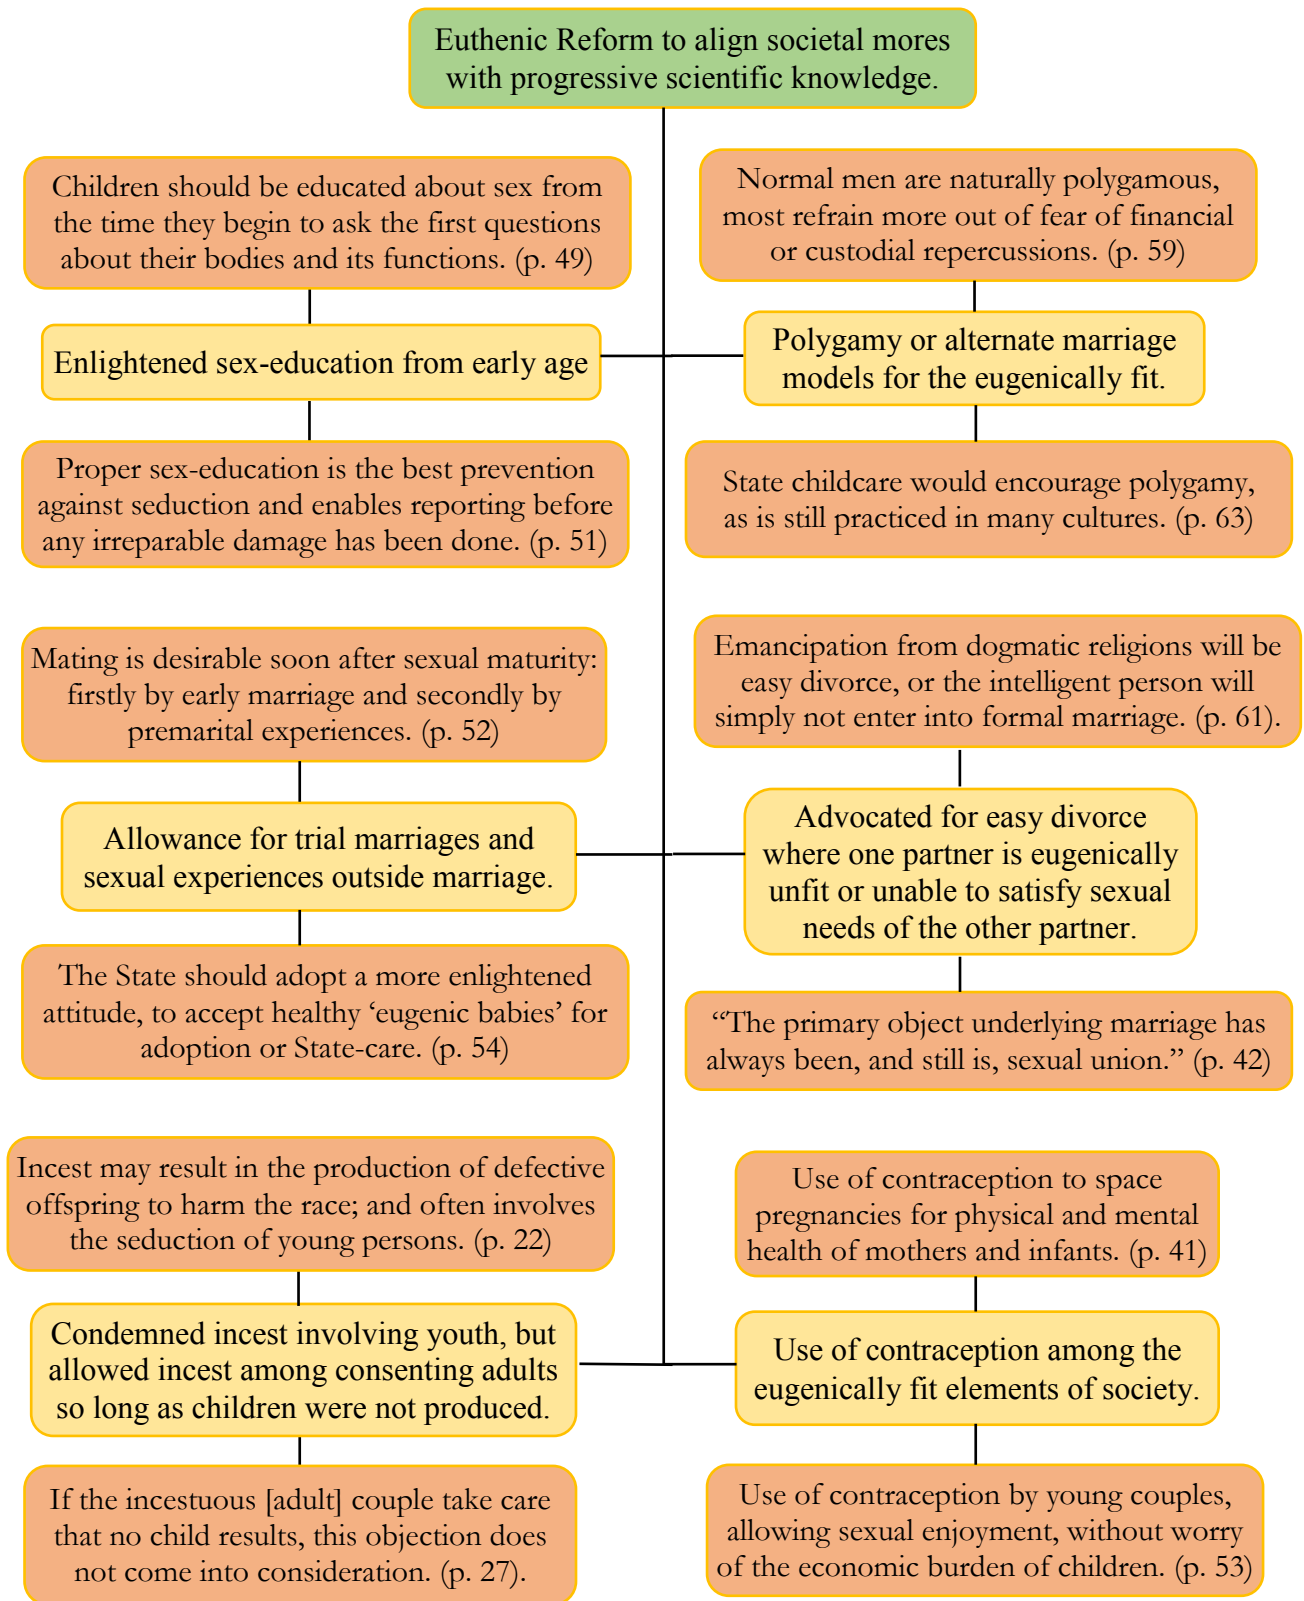 Euthenic Reform to align societal mores
with progressive scientific knowledge.
Children should be educated about sex from
the time they begin to ask the first questions
about their bodies and its functions. (p. 49)
Enlightened sex-education from early age
Proper sex-education is the best prevention
against seduction and enables reporting before
any irreparable damage has been done. (p. 51)
Normal men are naturally polygamous,
most refrain more out of fear of financial
or custodial repercussions. (p. 59)
Polygamy or alternate marriage
models for the eugenically fit.
State childcare would encourage polygamy,
as is still practiced in many cultures. (p. 63)
Mating is desirable soon after sexual maturity:
firstly by early marriage and secondly by
premarital experiences. (p. 52)
Allowance for trial marriages and
sexual experiences outside marriage.
The State should adopt a more enlightened
attitude, to accept healthy ‘eugenic babies’ for
adoption or State-care. (p. 54)
Emancipation from dogmatic religions will be
easy divorce, or the intelligent person will
simply not enter into formal marriage. (p. 61).
Advocated for easy divorce
where one partner is eugenically
unfit or unable to satisfy sexual
needs of the other partner.
“The primary object underlying marriage has
always been, and still is, sexual union.” (p. 42)
Incest may result in the production of defective
offspring to harm the race; and often involves
the seduction of young persons. (p. 22)
Condemned incest involving youth, but
allowed incest among consenting adults
so long as children were not produced.
If the incestuous [adult] couple take care
that no child results, this objection does
not come into consideration. (p. 27).
Use of contraception to space
pregnancies for physical and mental
health of mothers and infants. (p. 41)
Use of contraception among the
eugenically fit elements of society.
Use of contraception by young couples,
allowing sexual enjoyment, without worry
of the economic burden of children. (p. 53)